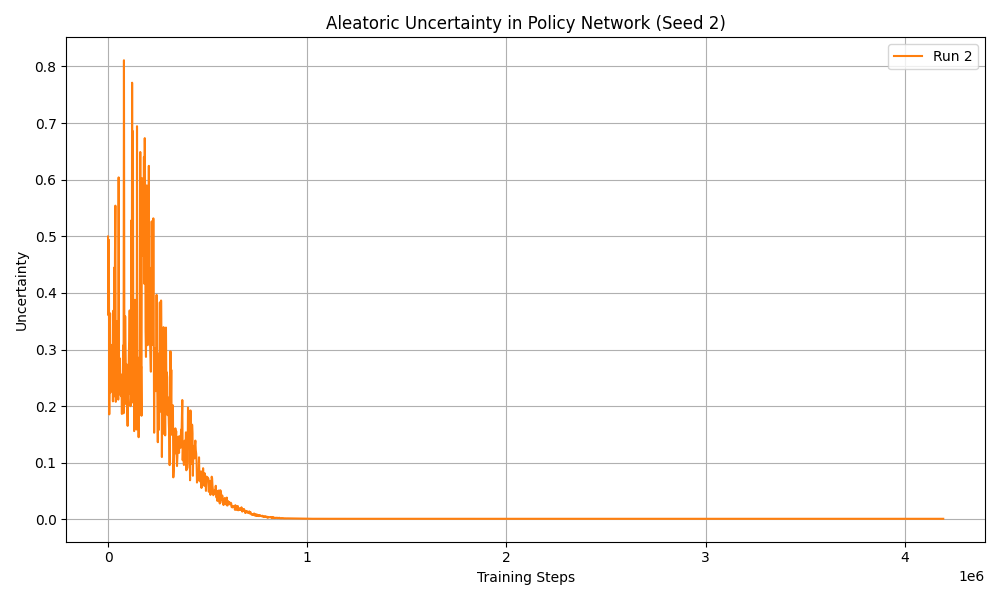 Aleatoric Uncertainty in Policy Network (Seed 2)
Run 2
Uncertainty
0.8
0.7
0.6
0.5
0.4
0.3
0.2
0.1
0.0
0 1 2 3 4
1e6
Training Steps